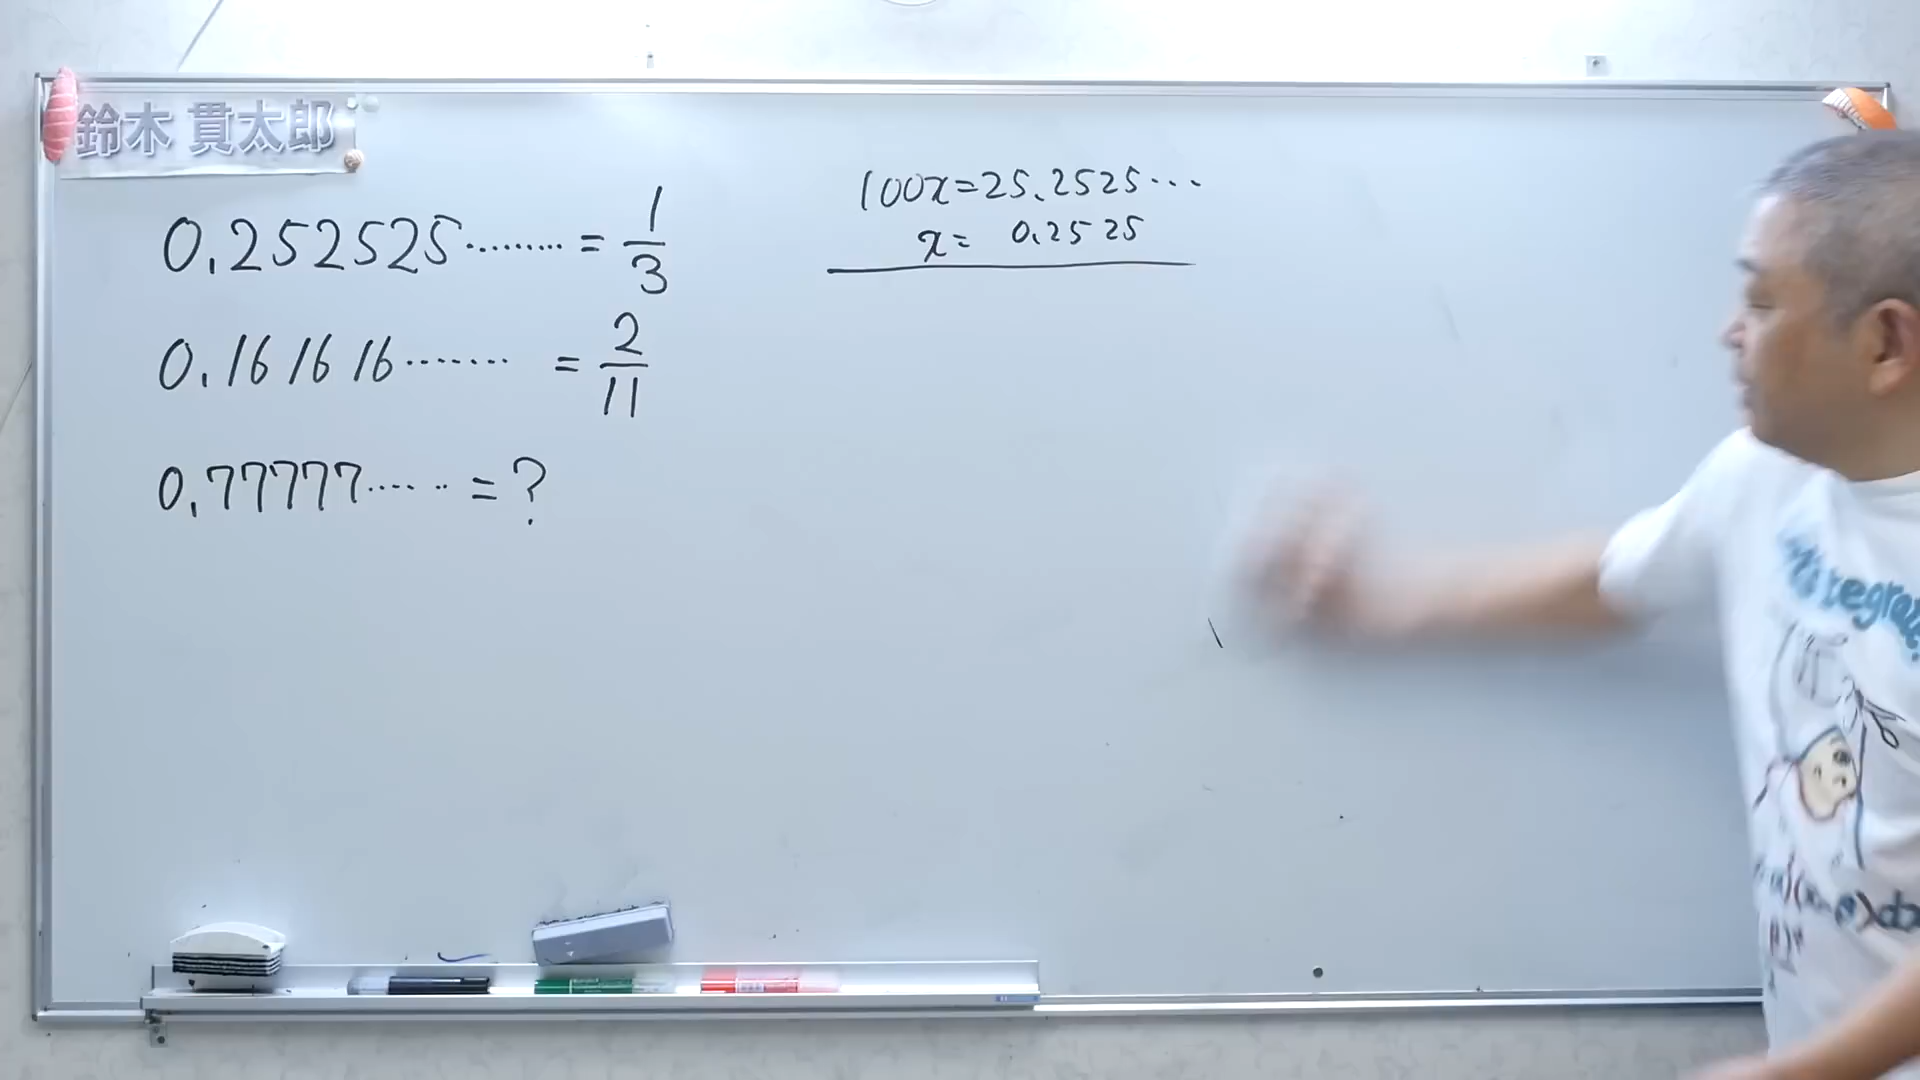 鈴木 貫太郎
0.252525‥‥‥ = 1/3
0.161616‥‥‥ = 2/11
0.77777‥‥‥ = ?
100x=25.2525‥‥
x= 0.2525